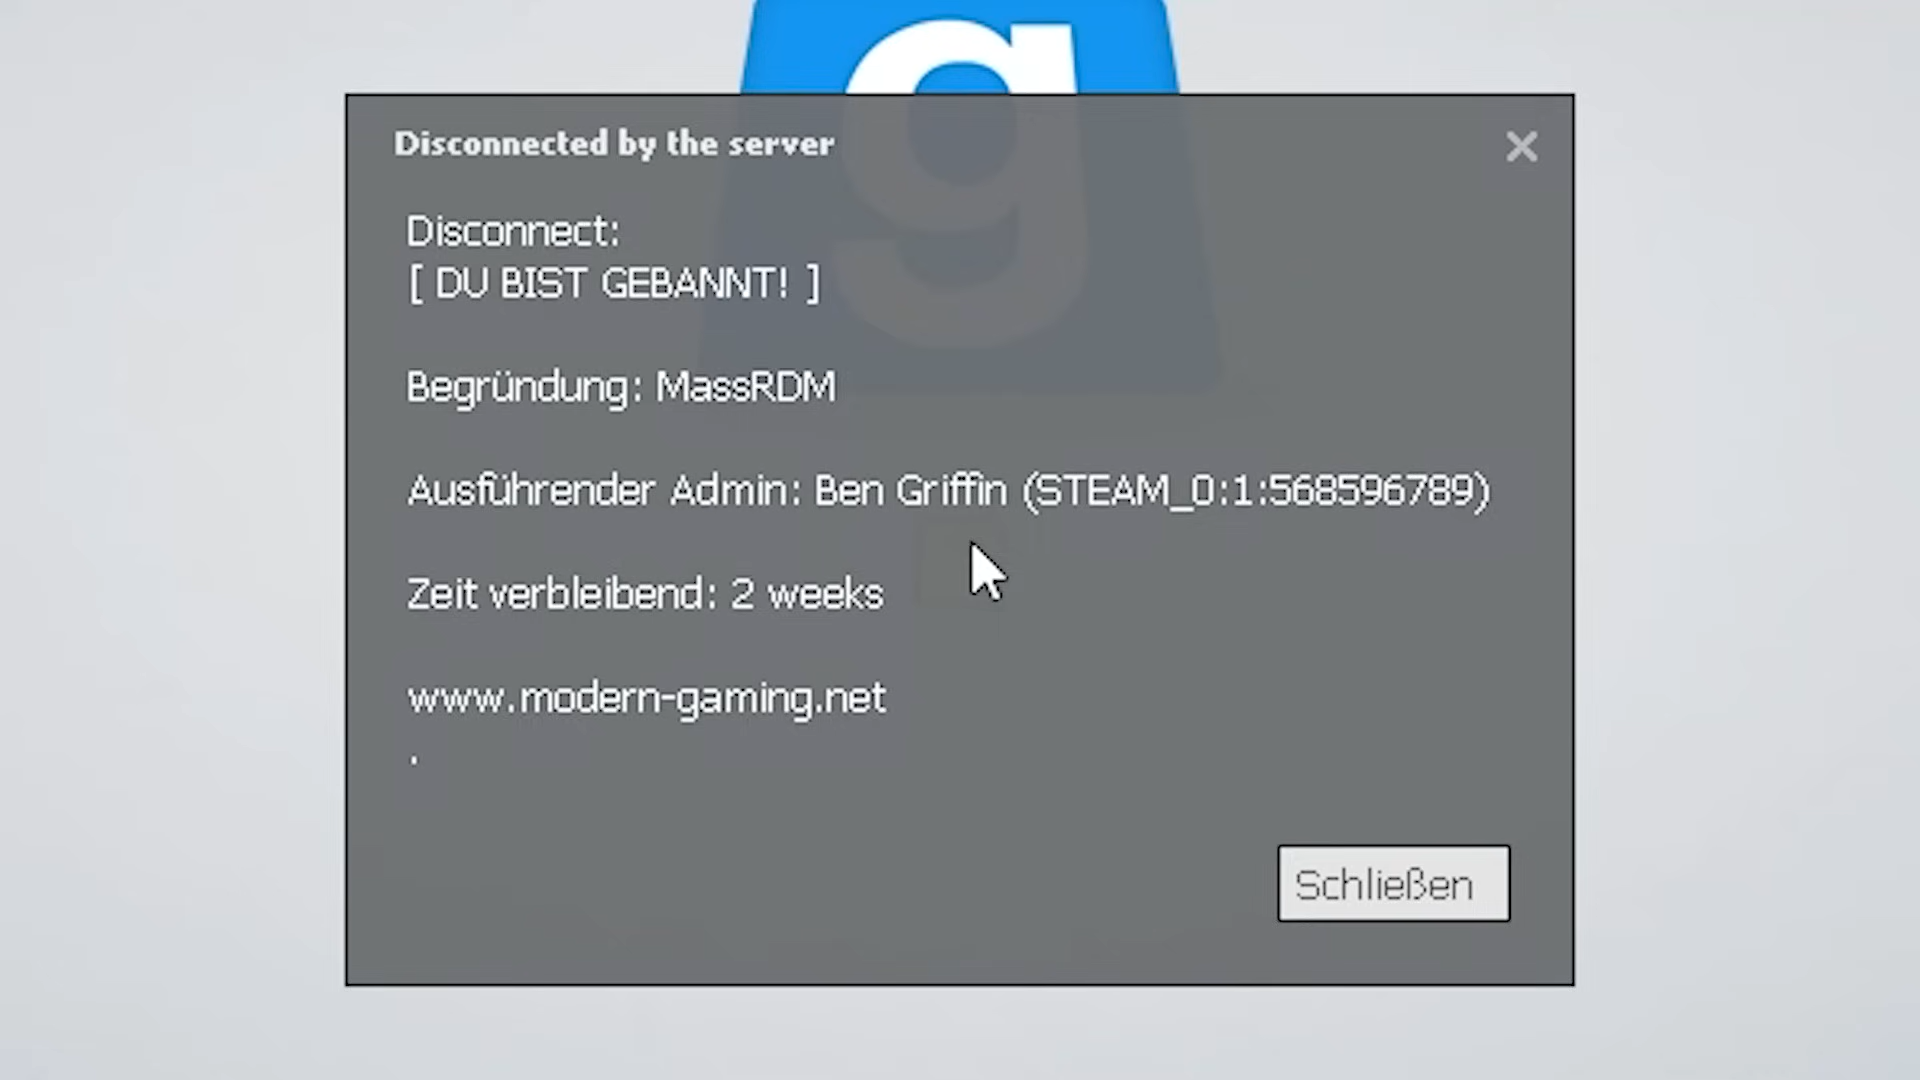 g
Disconnected by the server
Disconnect:
[ DU BIST GEBANNT! ]
Begründung: MassRDM
Ausführender Admin: Ben Griffin (STEAM_0:1:568596789)
Zeit verbleibend: 2 weeks
www.modern-gaming.net
.
Schließen